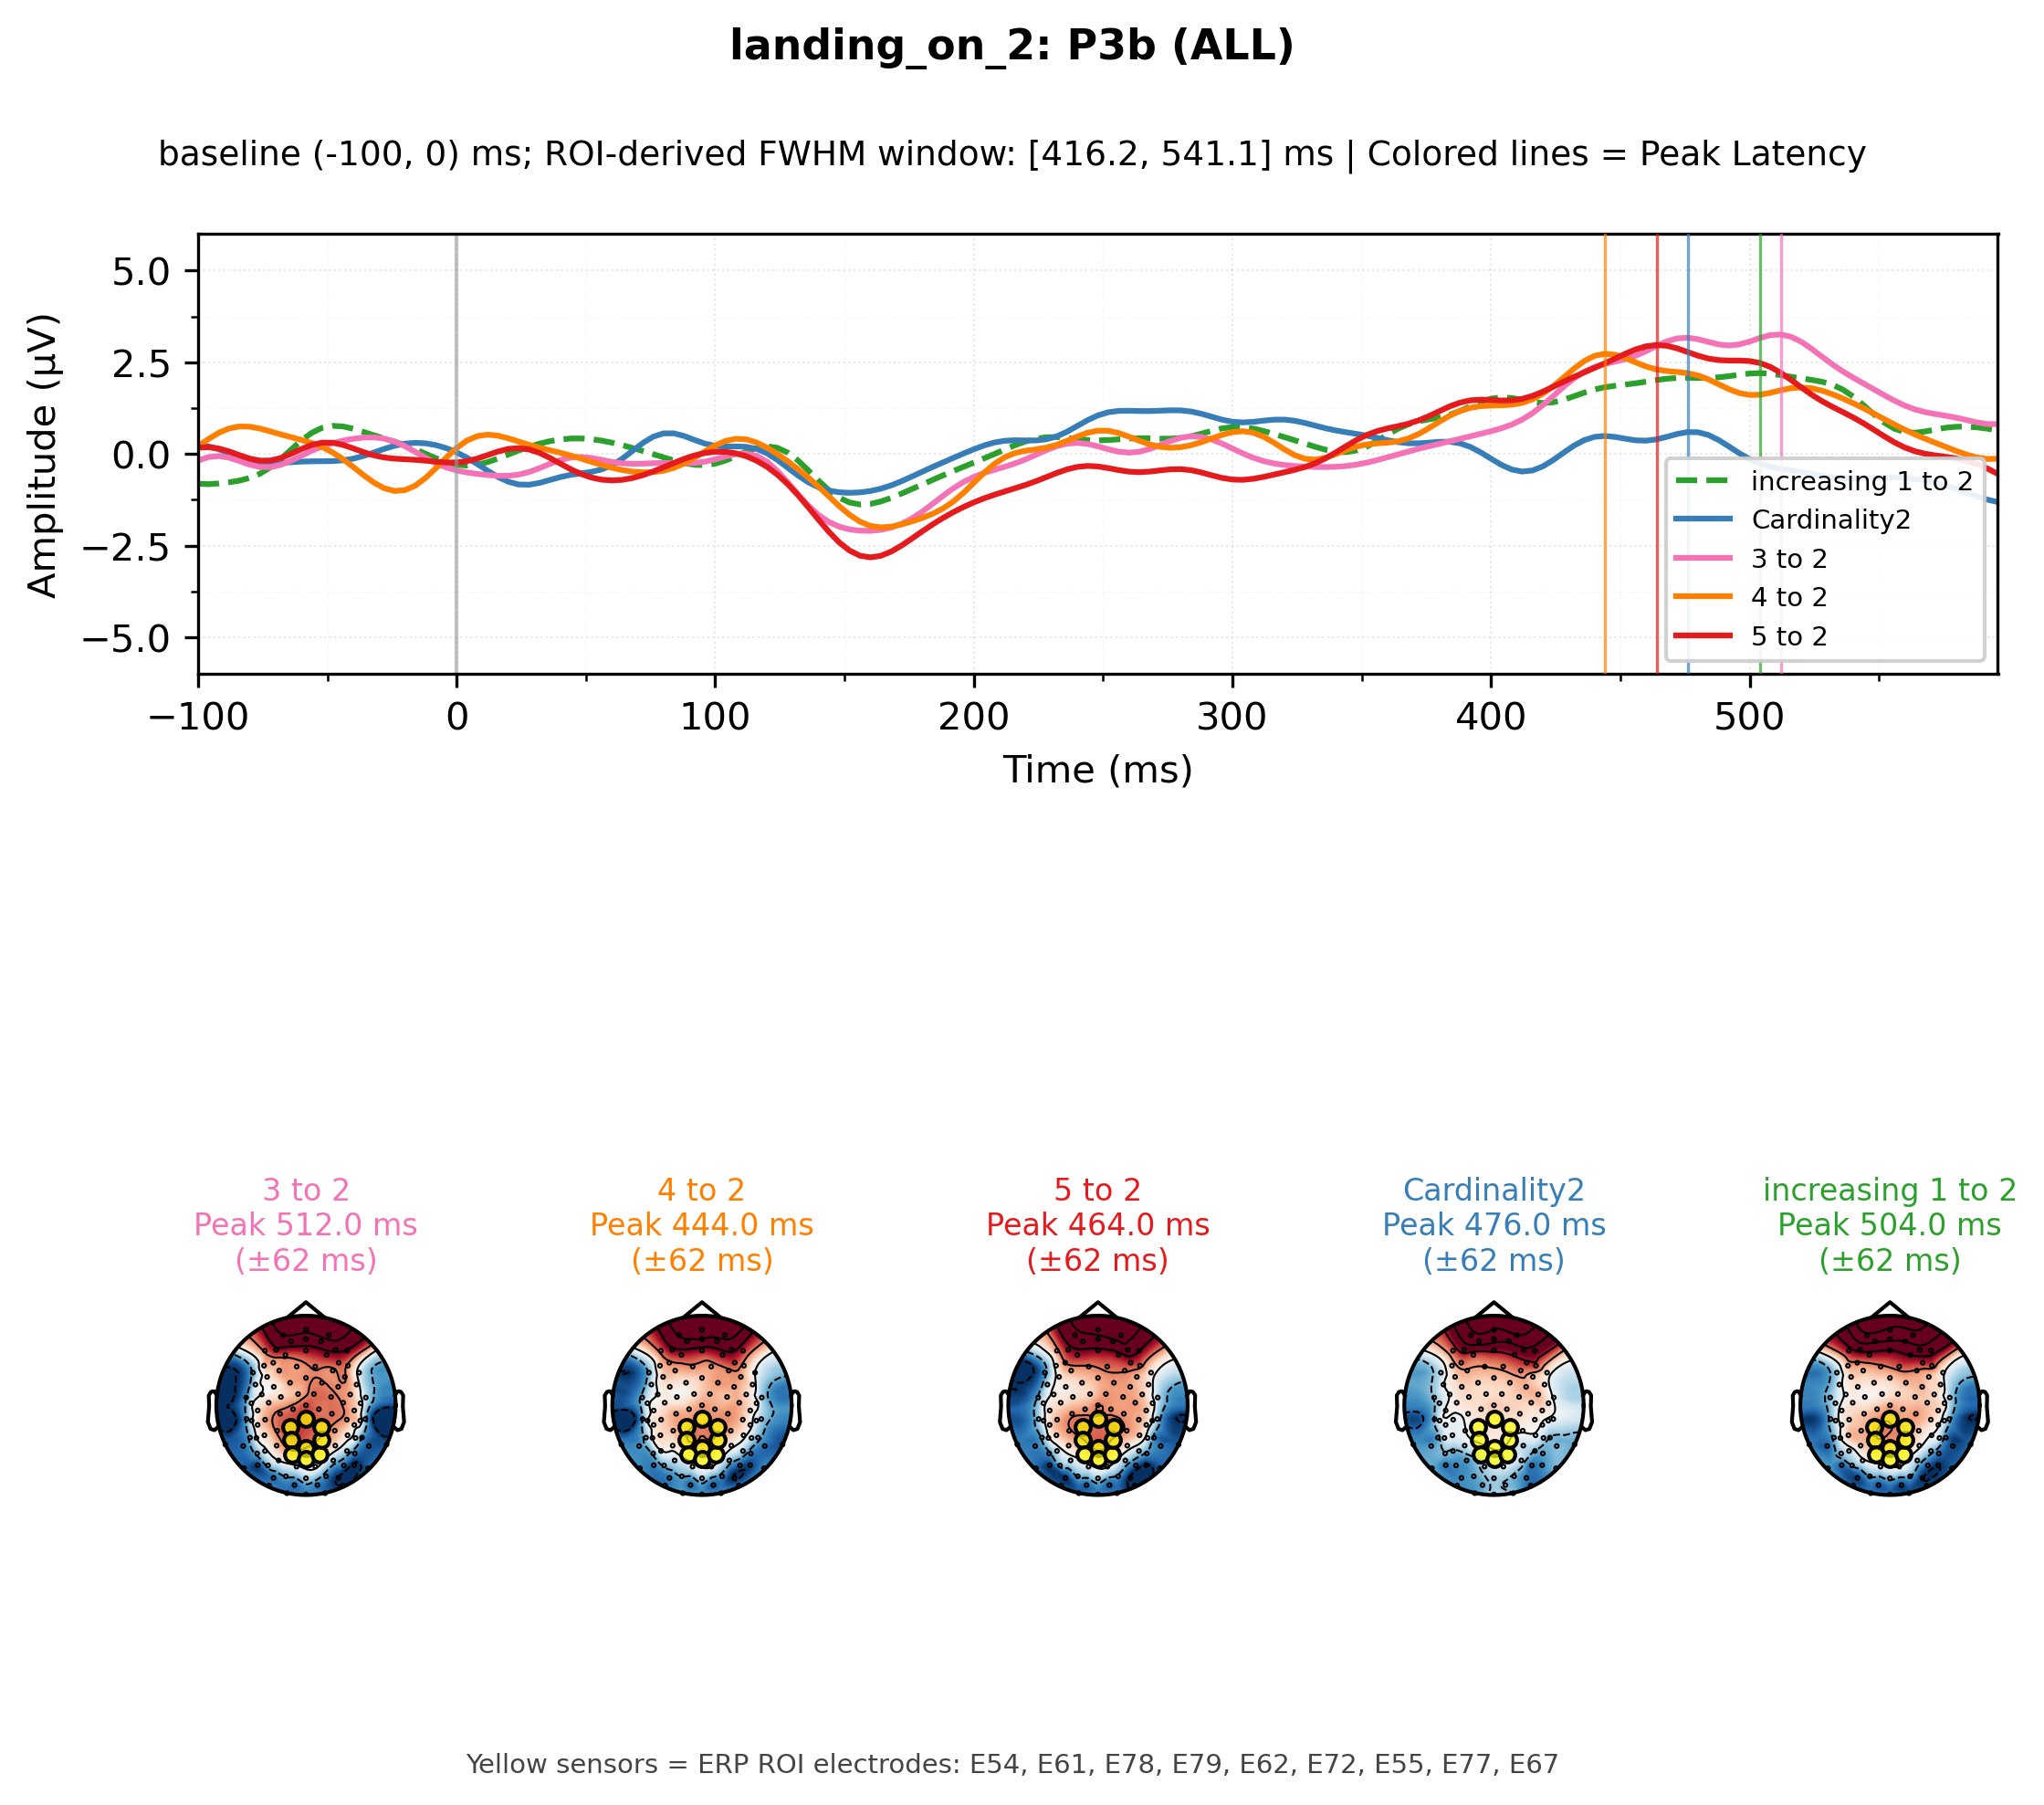 landing_on_2: P3b (ALL)
baseline (-100, 0) ms; ROI-derived FWHM window: [416.2, 541.1] ms | Colored lines = Peak Latency
Amplitude (µV)
5.0
2.5
0.0
−2.5
−5.0
increasing 1 to 2
Cardinality2
3 to 2
4 to 2
5 to 2
−100
0
100
200
300
400
500
Time (ms)
3 to 2
Peak 512.0 ms
(±62 ms)
4 to 2
Peak 444.0 ms
(±62 ms)
5 to 2
Peak 464.0 ms
(±62 ms)
Cardinality2
Peak 476.0 ms
(±62 ms)
increasing 1 to 2
Peak 504.0 ms
(±62 ms)
Yellow sensors = ERP ROI electrodes: E54, E61, E78, E79, E62, E72, E55, E77, E67